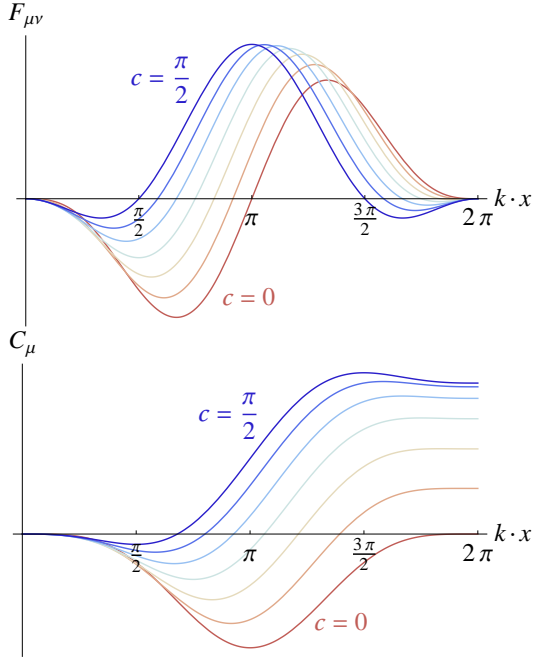 F_{μν}
c = π/2
π/2
π
3π/2
2π
k·x
c = 0
C_μ
c = π/2
π/2
π
3π/2
2π
k·x
c = 0